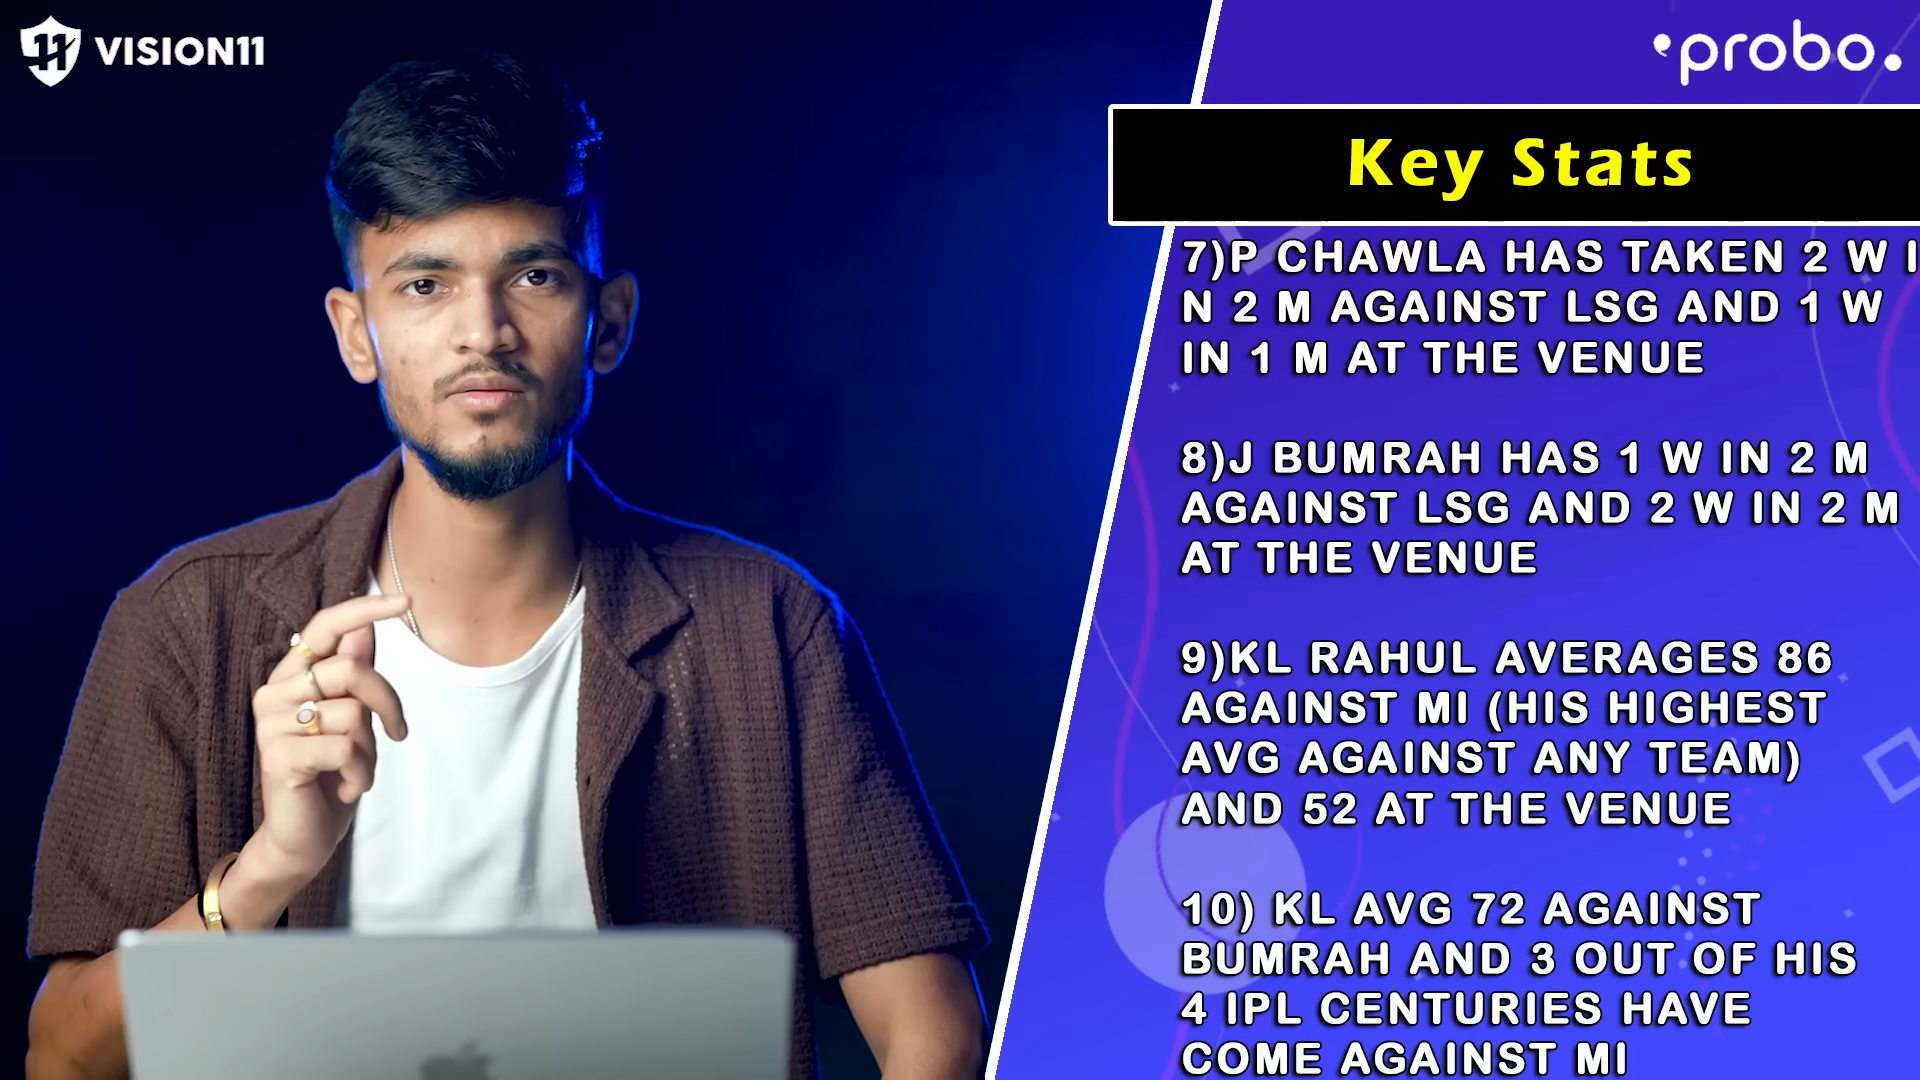 VISION11
probo.
Key Stats
7)P CHAWLA HAS TAKEN 2 W I
N 2 M AGAINST LSG AND 1 W
IN 1 M AT THE VENUE
8)J BUMRAH HAS 1 W IN 2 M
AGAINST LSG AND 2 W IN 2 M
AT THE VENUE
9)KL RAHUL AVERAGES 86
AGAINST MI (HIS HIGHEST
AVG AGAINST ANY TEAM)
AND 52 AT THE VENUE
10) KL AVG 72 AGAINST
BUMRAH AND 3 OUT OF HIS
4 IPL CENTURIES HAVE
COME AGAINST MI